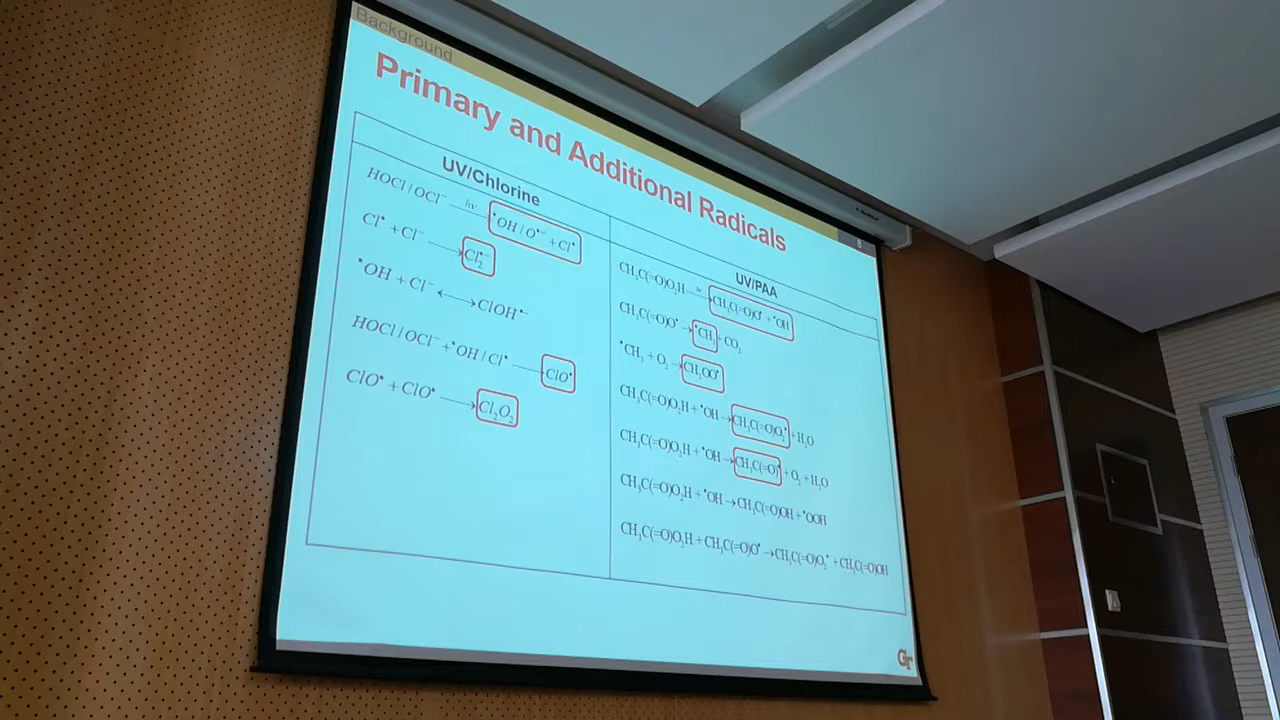 Background
Primary and Additional Radicals
6
UV/Chlorine
HOCl / OCl⁻ —hν→ •OH / O•⁻ + Cl•
Cl• + Cl⁻ → Cl₂•⁻
•OH + Cl⁻ ⟷ ClOH•⁻
HOCl / OCl⁻ + •OH / Cl• → ClO•
ClO• + ClO• → Cl₂O₂
UV/PAA
CH₃C(=O)O₂H —hν→ CH₃C(=O)O• + •OH
CH₃C(=O)O• → •CH₃ + CO₂
•CH₃ + O₂ → CH₃OO•
CH₃C(=O)O₂H + •OH → CH₃C(=O)O₂• + H₂O
CH₃C(=O)O₂H + •OH → CH₃C(=O)• + O₂ + H₂O
CH₃C(=O)O₂H + •OH → CH₃C(=O)OH + •OOH
CH₃C(=O)O₂H + CH₃C(=O)O• → CH₃C(=O)O₂• + CH₃C(=O)OH
GT